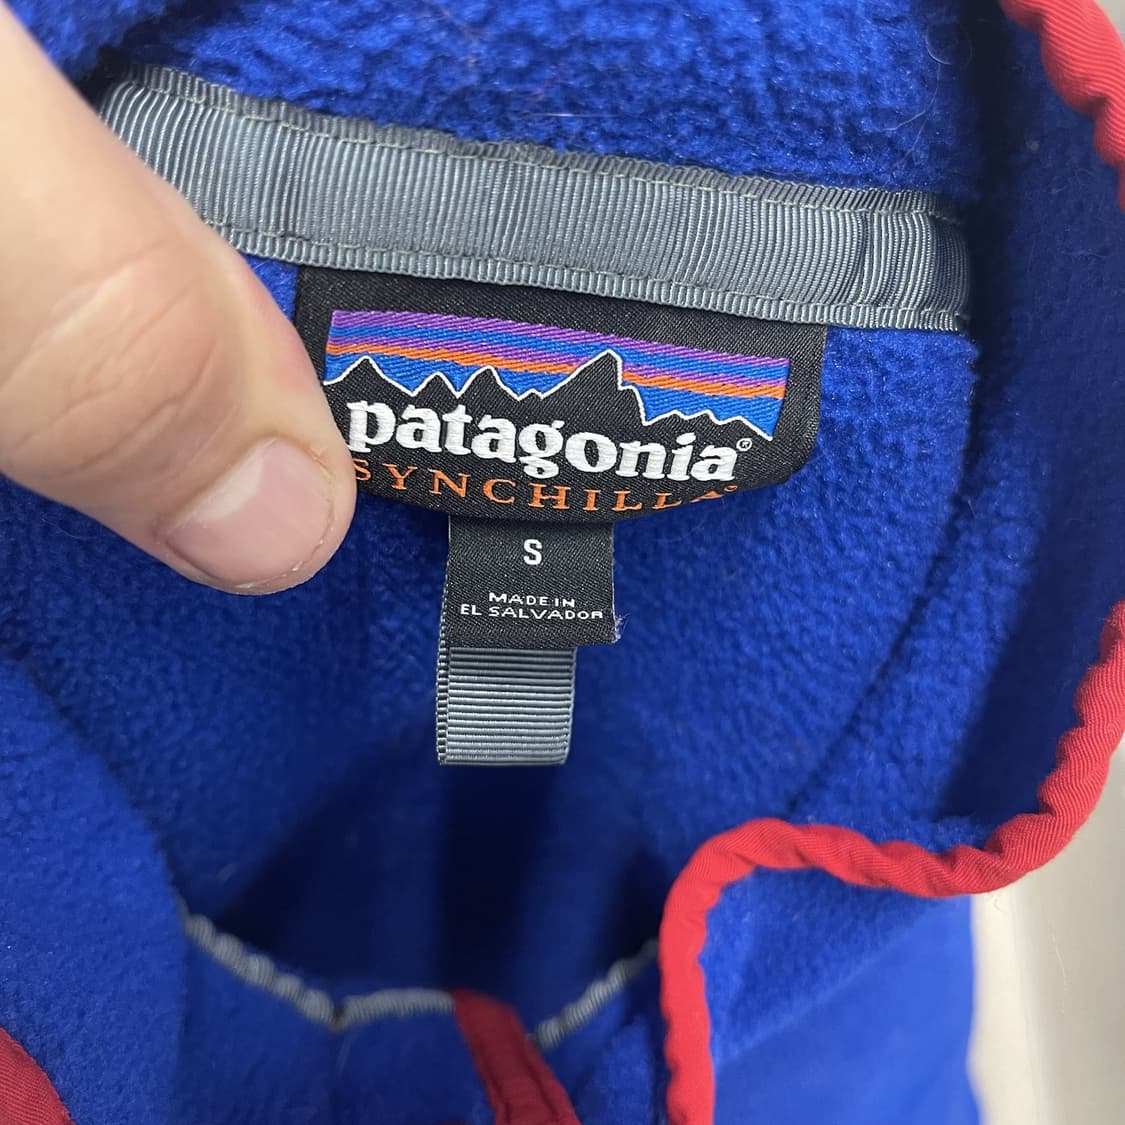 patagonia®
SYNCHILLA®
S
MADE IN
EL SALVADOR